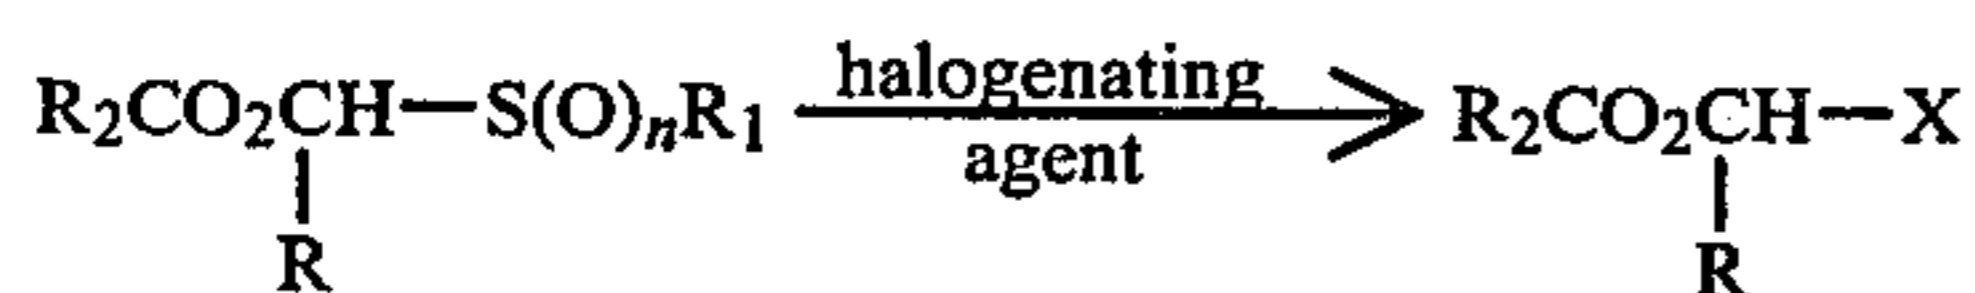 R₂CO₂CH—S(O)ₙR₁ halogenating agent R₂CO₂CH—X
R R